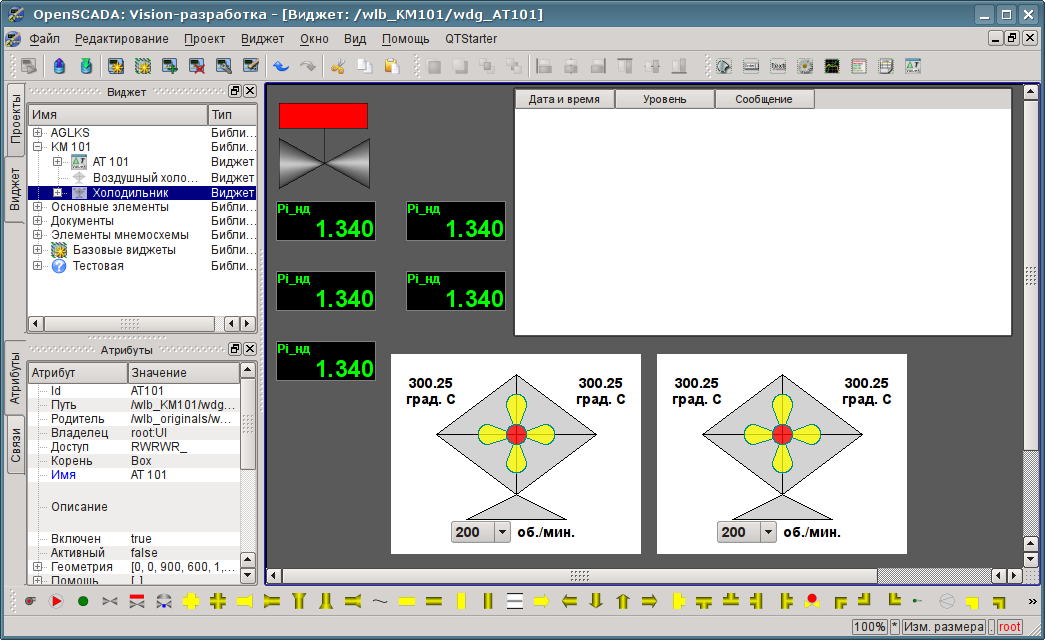 OpenSCADA: Vision-разработка - [Виджет: /wlb_KM101/wdg_AT101]
Файл Редактирование Проект Виджет Окно Вид Помощь QTStarter
Проекты
Виджет
Атрибуты
Связи
Виджет
Имя Тип
AGLKS Библи...
KM 101 Библи...
AT 101 Виджет
Воздушный холо... Виджет
Холодильник Виджет
Основные элементы Библи...
Документы Библи...
Элементы мнемосхемы Библи...
Базовые виджеты Библи...
Тестовая Библи...
Атрибуты
Атрибут Значение
Id AT101
Путь /wlb_KM101/wdg...
Родитель /wlb_originals/w...
Владелец root:UI
Доступ RWRWR_
Корень Box
Имя AT 101
Описание
Включен true
Активный false
Геометрия [0, 0, 900, 600, 1,...
Помощь [, ]
Pi_нд
1.340
Pi_нд
1.340
Pi_нд
1.340
Pi_нд
1.340
Pi_нд
1.340
Дата и время Уровень Сообщение
300.25
град. C
300.25
град. C
200 об./мин.
300.25
град. C
300.25
град. C
200 об./мин.
100% * Изм. размера . root